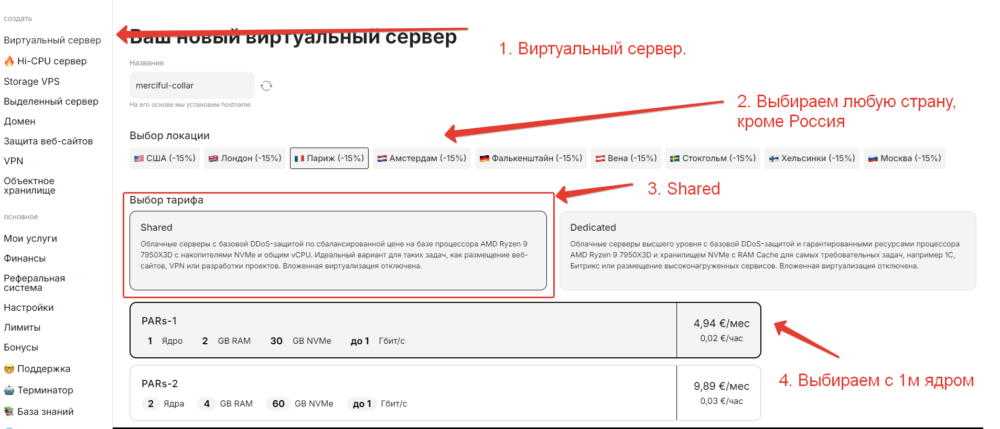 создать
Виртуальный сервер
🔥 Hi-CPU сервер
Storage VPS
Выделенный сервер
Домен
Защита веб-сайтов
VPN
Объектное
хранилище
основное
Мои услуги
Финансы
Реферальная
система
Настройки
Лимиты
Бонусы
🤓 Поддержка
🤖 Терминатор
📚 База знаний
Ваш новый виртуальный сервер
1. Виртуальный сервер.
Название
merciful-collar
На его основе мы установим hostname
2. Выбираем любую страну,
кроме Россия
Выбор локации
🇺🇸 США (-15%) 🇬🇧 Лондон (-15%) 🇫🇷 Париж (-15%) 🇳🇱 Амстердам (-15%) 🇩🇪 Фалькенштайн (-15%) 🇦🇹 Вена (-15%) 🇸🇪 Стокгольм (-15%) 🇫🇮 Хельсинки (-15%) 🇷🇺 Москва (-15%)
3. Shared
Выбор тарифа
Shared
Облачные серверы с базовой DDoS-защитой по сбалансированной цене на базе процессора AMD Ryzen 9
7950X3D с накопителями NVMe и общим vCPU. Идеальный вариант для таких задач, как размещение веб-
сайтов, VPN или разработки проектов. Вложенная виртуализация отключена.
Dedicated
Облачные серверы высшего уровня с базовой DDoS-защитой и гарантированными ресурсами процессора
AMD Ryzen 9 7950X3D и хранилищем NVMe с RAM Cache для самых требовательных задач, например 1С,
Битрикс или размещение высоконагруженных сервисов. Вложенная виртуализация отключена.
PARs-1
1 Ядро 2 GB RAM 30 GB NVMe до 1 Гбит/с
4,94 €/мес
0,02 €/час
4. Выбираем с 1м ядром
PARs-2
2 Ядра 4 GB RAM 60 GB NVMe до 1 Гбит/с
9,89 €/мес
0,03 €/час